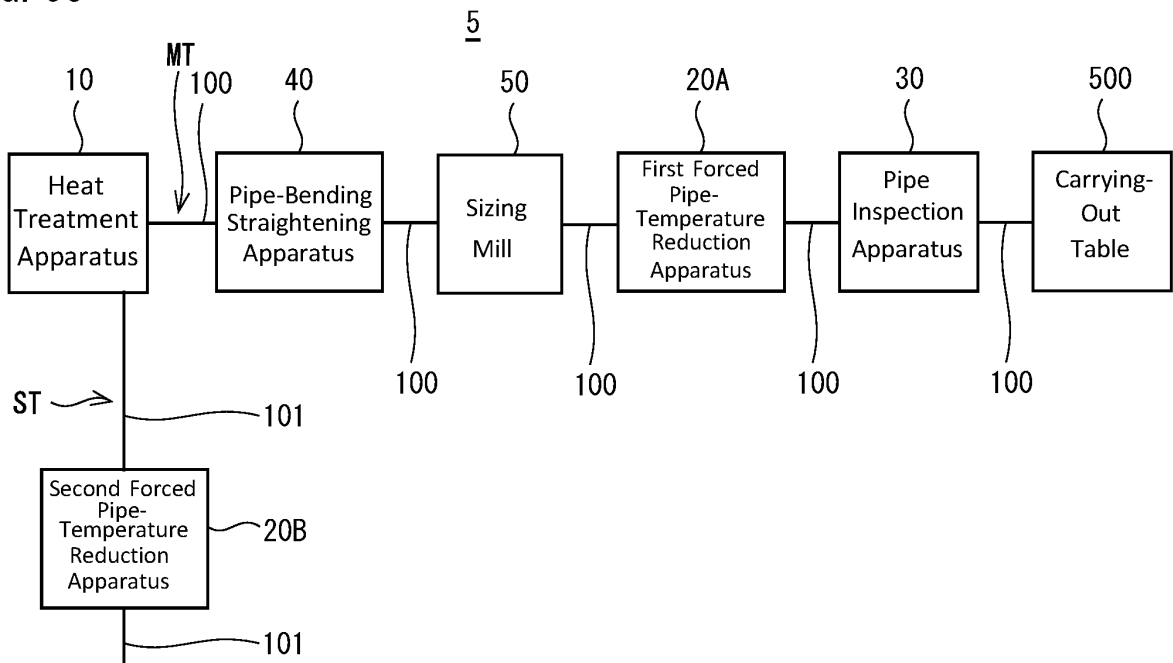 5
MT
10
100
40
50
20A
30
500
Heat
Treatment
Apparatus
Pipe-Bending
Straightening
Apparatus
Sizing
Mill
First Forced
Pipe-
Temperature
Reduction
Apparatus
Pipe
Inspection
Apparatus
Carrying-
Out
Table
100
100
100
100
ST
101
Second Forced
Pipe-
Temperature
Reduction
Apparatus
20B
101